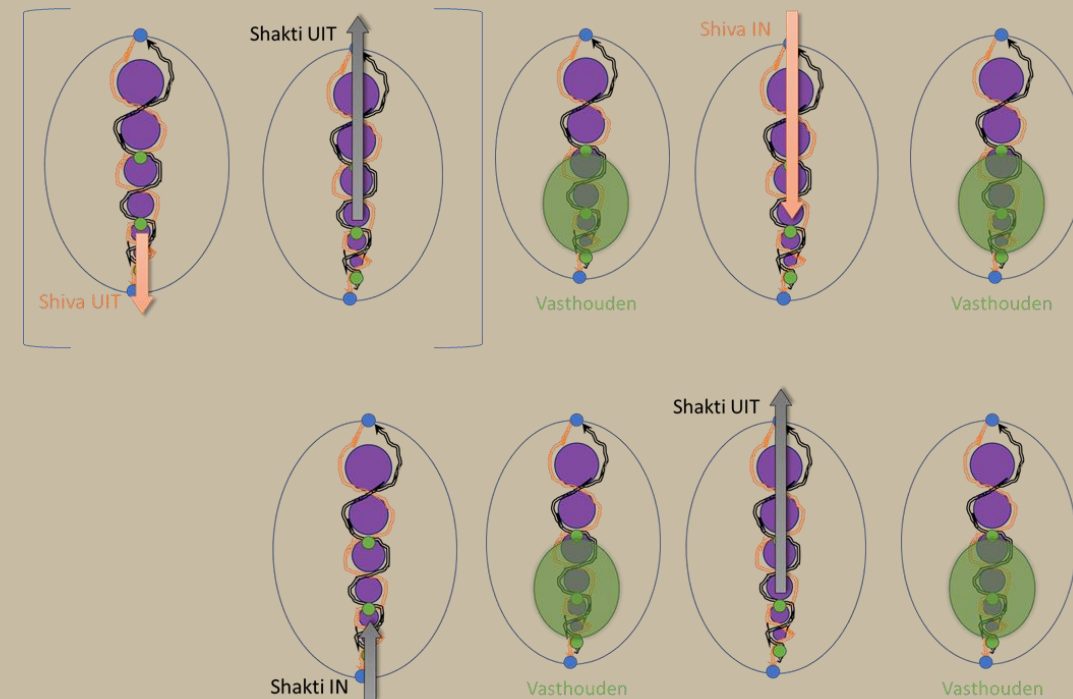 Shakti UIT
Shiva IN
Shiva UIT
Vasthouden
Vasthouden
Shakti UIT
Shakti IN
Vasthouden
Vasthouden